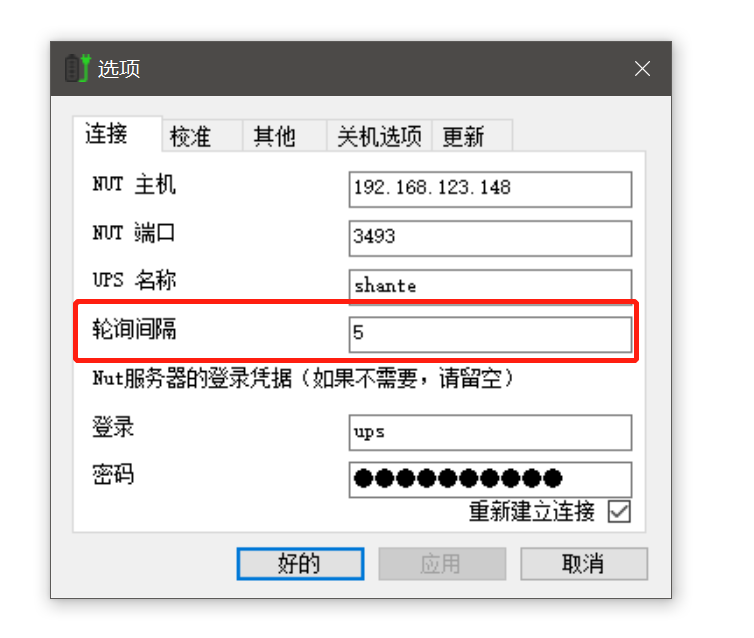 选项
连接 校准 其他 关机选项 更新
NUT 主机 192.168.123.148
NUT 端口 3493
UPS 名称 shante
轮询间隔 5
Nut服务器的登录凭据（如果不需要，请留空）
登录 ups
密码 ●●●●●●●●●●
重新建立连接
好的 应用 取消